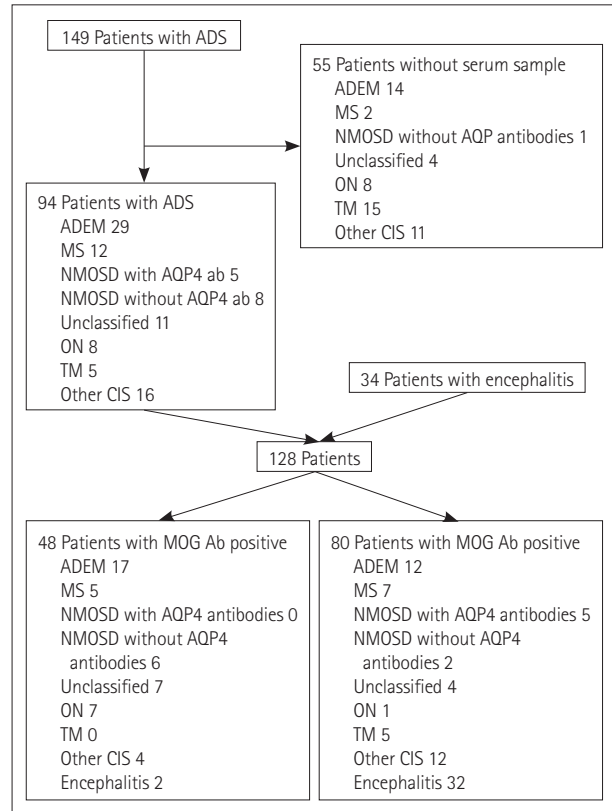 149 Patients with ADS
55 Patients without serum sample
ADEM 14
MS 2
NMOSD without AQP antibodies 1
Unclassified 4
ON 8
TM 15
Other CIS 11
94 Patients with ADS
ADEM 29
MS 12
NMOSD with AQP4 ab 5
NMOSD without AQP4 ab 8
Unclassified 11
ON 8
TM 5
Other CIS 16
34 Patients with encephalitis
128 Patients
48 Patients with MOG Ab positive
ADEM 17
MS 5
NMOSD with AQP4 antibodies 0
NMOSD without AQP4
antibodies 6
Unclassified 7
ON 7
TM 0
Other CIS 4
Encephalitis 2
80 Patients with MOG Ab positive
ADEM 12
MS 7
NMOSD with AQP4 antibodies 5
NMOSD without AQP4
antibodies 2
Unclassified 4
ON 1
TM 5
Other CIS 12
Encephalitis 32